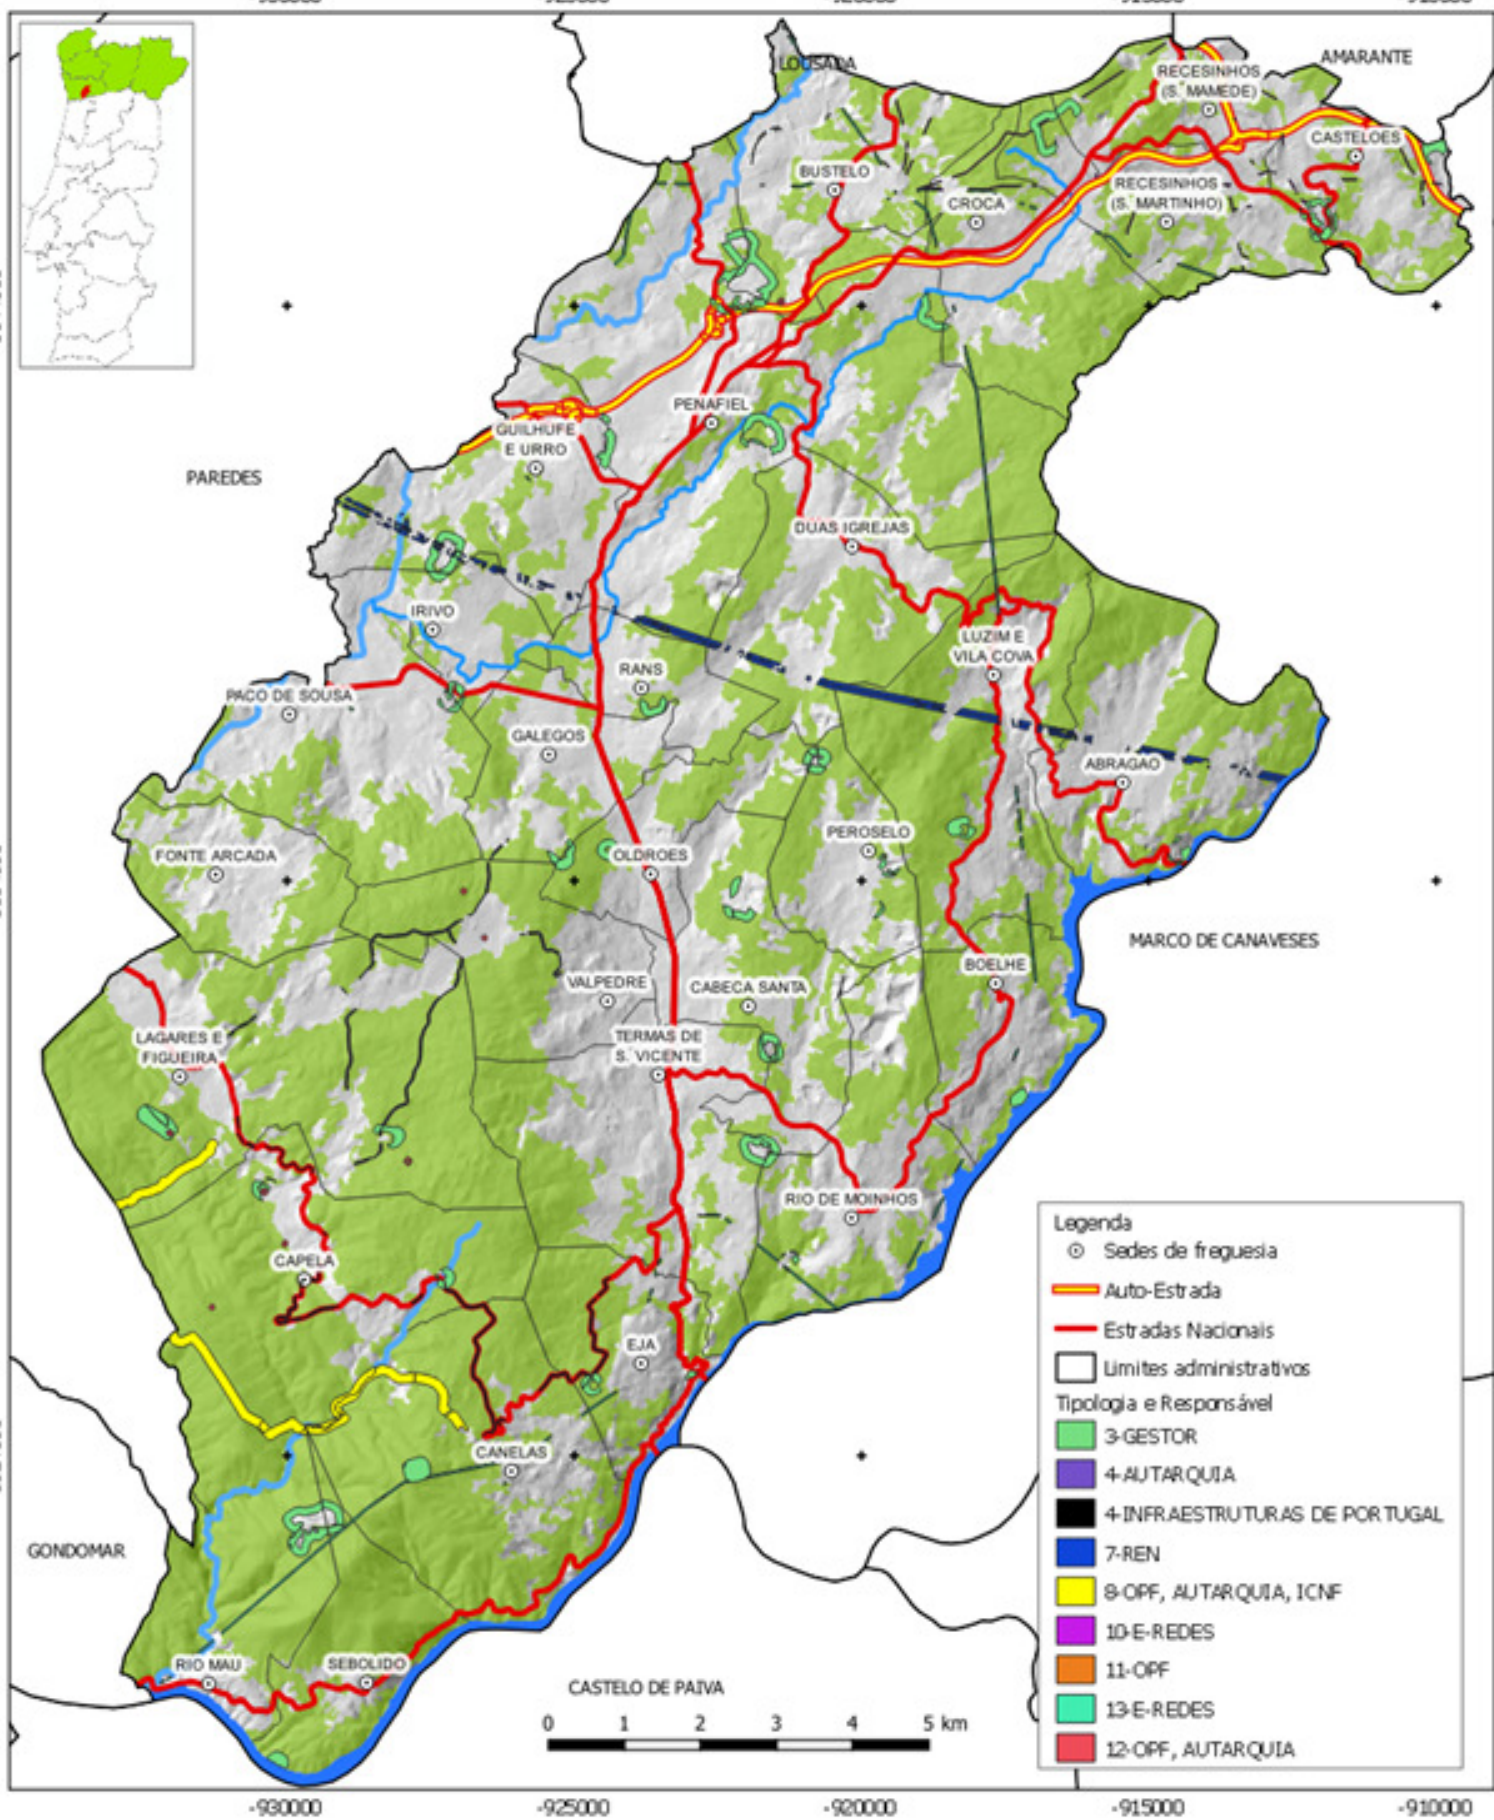 LOUSADA
AMARANTE
RECESINHOS
(S. MAMEDE)
CASTELOES
BUSTELO
RECESINHOS
(S. MARTINHO)
CROCA
PENAFIEL
GUILHUFE
E URRO
PAREDES
DUAS IGREJAS
IRIVO
LUZIM E
VILA COVA
RANS
PACO DE SOUSA
GALEGOS
ABRAGAO
PEROSELO
FONTE ARCADA
OLDROES
MARCO DE CANAVESES
BOELHE
VALPEDRE
CABECA SANTA
LAGARES E
FIGUEIRA
TERMAS DE
S. VICENTE
RIO DE MOINHOS
CAPELA
EJA
CANELAS
GONDOMAR
RIO MAU
SEBOLIDO
CASTELO DE PAIVA
0 1 2 3 4 5 km
Legenda
Sedes de freguesia
Auto-Estrada
Estradas Nacionais
Limites administrativos
Tipologia e Responsável
3-GESTOR
4-AUTARQUIA
4-INFRAESTRUTURAS DE PORTUGAL
7-REN
8-OPF, AUTARQUIA, ICNF
10-E-REDES
11-OPF
13-E-REDES
12-OPF, AUTARQUIA
-930000 -925000 -920000 -915000 -910000